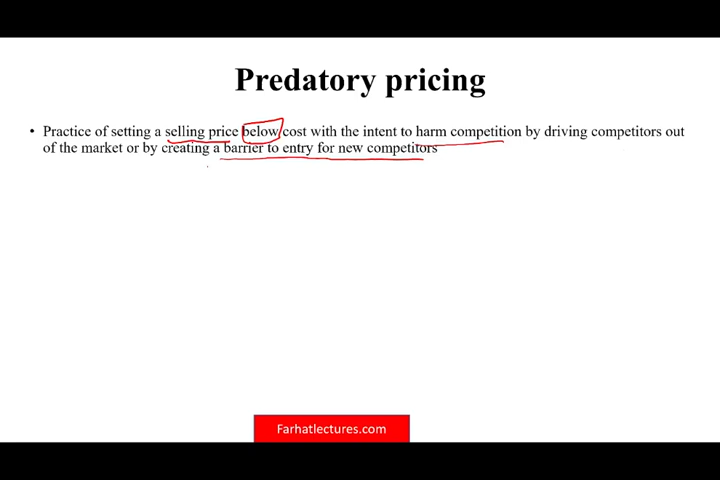 Predatory pricing
• Practice of setting a selling price below cost with the intent to harm competition by driving competitors out
of the market or by creating a barrier to entry for new competitors
Farhatlectures.com